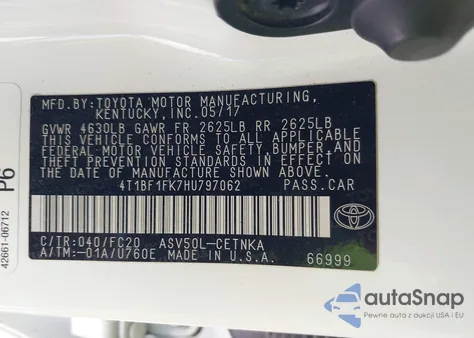 MFD. BY: TOYOTA MOTOR MANUFACTURING,
KENTUCKY, INC. 05/17
GVWR 4630LB GAWR FR 2625LB RR 2625LB
THIS VEHICLE CONFORMS TO ALL APPLICABLE
FEDERAL MOTOR VEHICLE SAFETY, BUMPER, AND
THEFT PREVENTION STANDARDS IN EFFECT ON
THE DATE OF MANUFACTURE SHOWN ABOVE.
4T1BF1FK7HU797062 PASS.CAR
C/TR:040/FC20 ASV50L-CETNKA
A/TM:-01A/U760E MADE IN U.S.A. 66999
TOYOTA
P6
42661-06712
autoSnap
Pewne auta z aukcji USA i EU